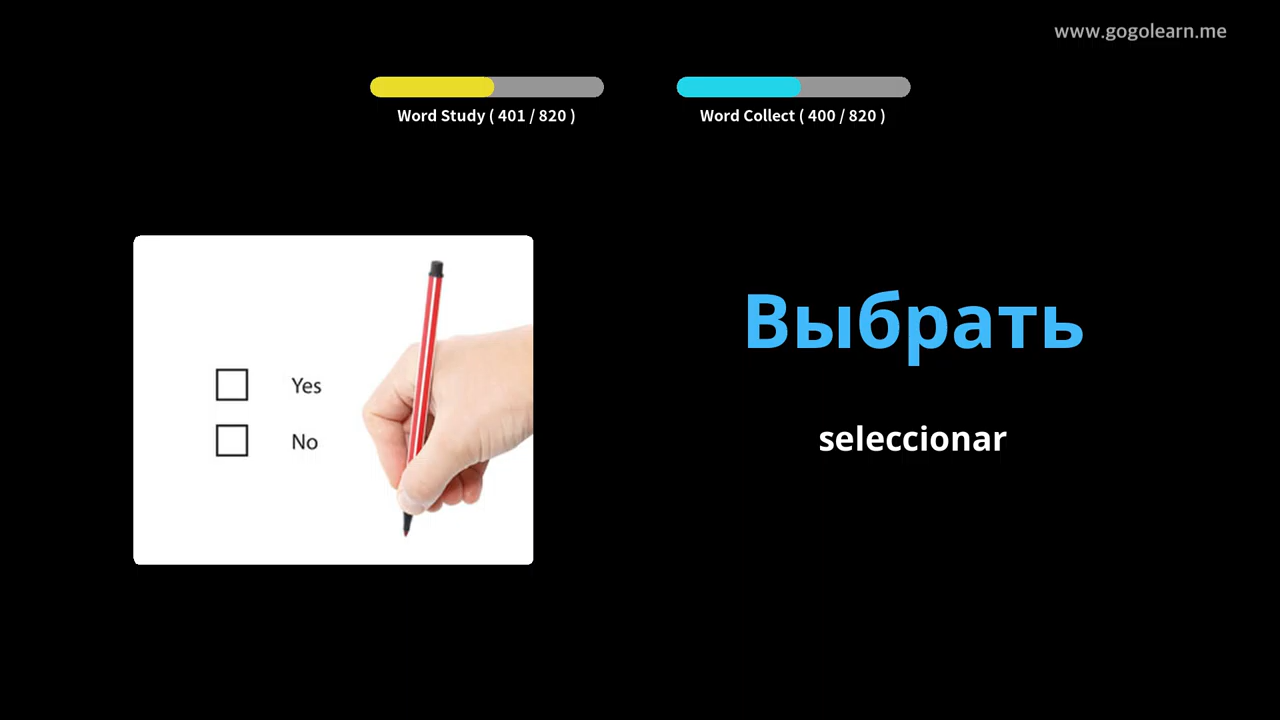 www.gogolearn.me
Word Study ( 401 / 820 )
Word Collect ( 400 / 820 )
Yes
No
Выбрать
seleccionar